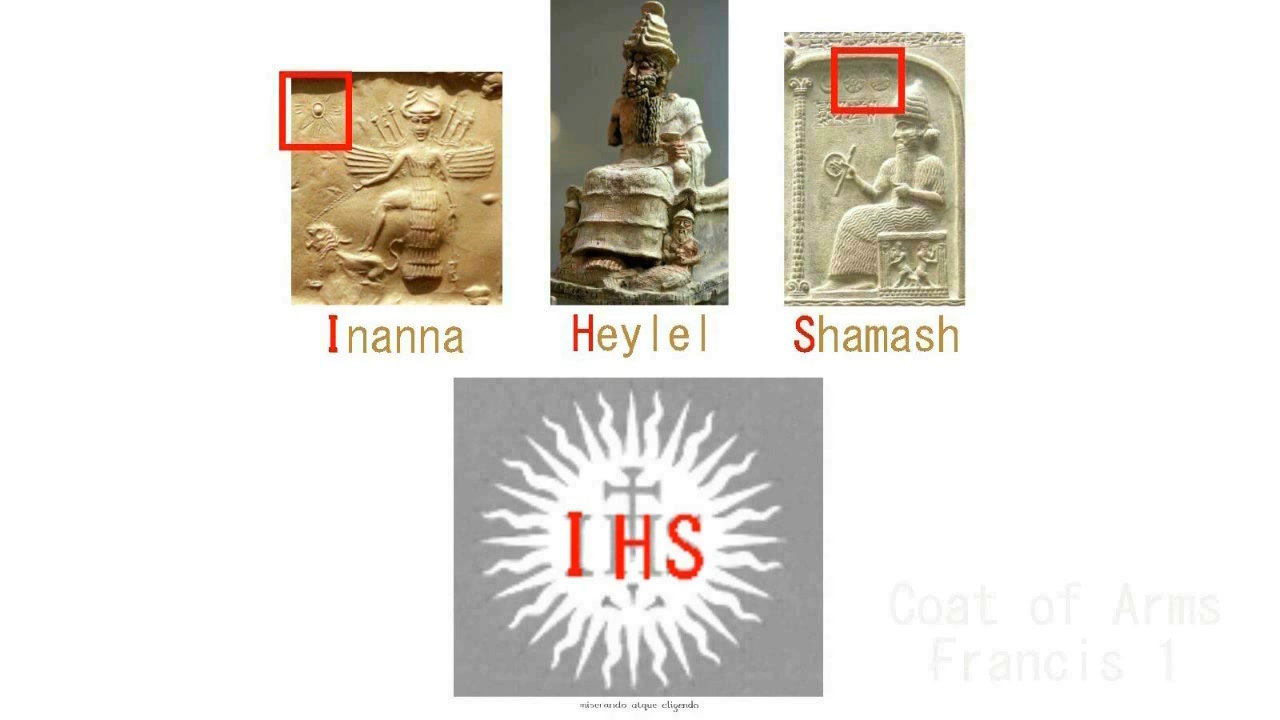 Inanna Heylel Shamash
IHS
Coat of Arms
Francis 1
miserando atque eligendo